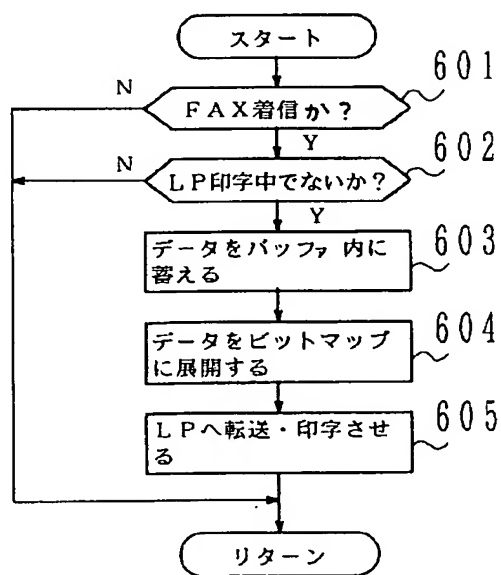 スタート
601
N
FAX着信か？
Y
602
N
LP印字中でないか？
Y
603
データをバッファ 内に
蓄える
604
データをビットマップ
に展開する
605
LPへ転送・印字させ
る
リターン